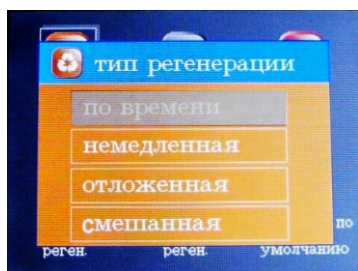 тип регенерации
по времени
немедленная
отложенная
смешанная
по
реген. реген. умолчанию